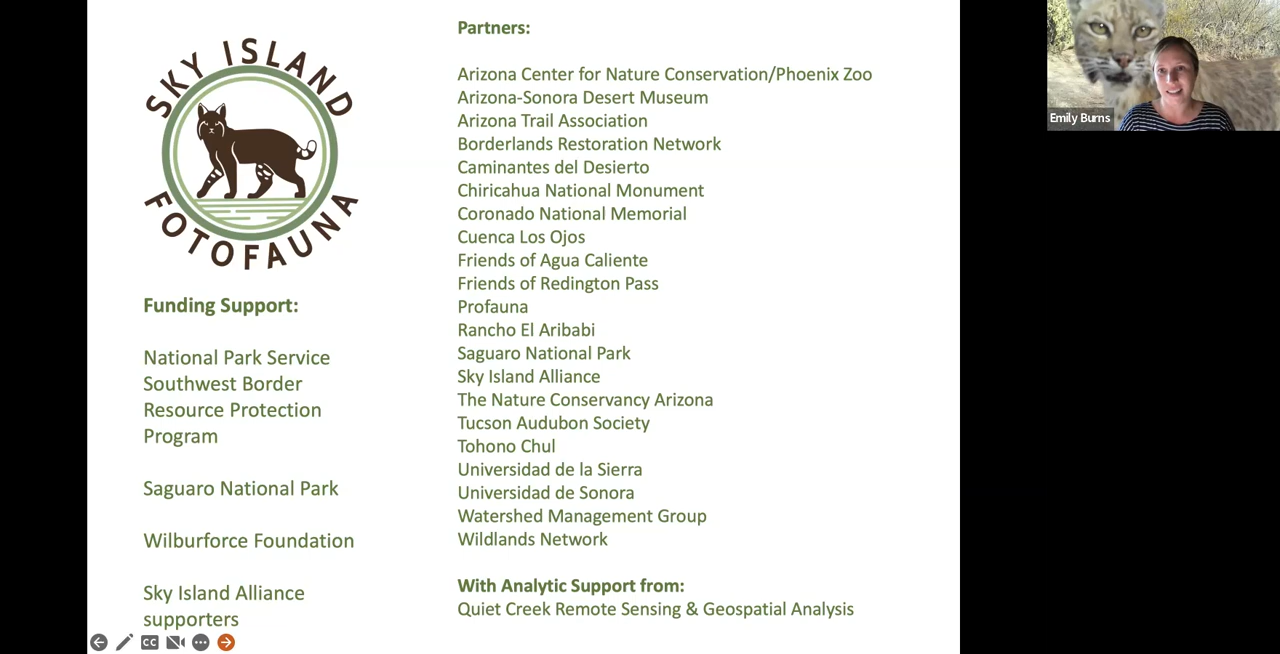 SKY ISLAND
FOTOFAUNA
Funding Support:
National Park Service
Southwest Border
Resource Protection
Program
Saguaro National Park
Wilburforce Foundation
Sky Island Alliance
supporters
Partners:
Arizona Center for Nature Conservation/Phoenix Zoo
Arizona-Sonora Desert Museum
Arizona Trail Association
Borderlands Restoration Network
Caminantes del Desierto
Chiricahua National Monument
Coronado National Memorial
Cuenca Los Ojos
Friends of Agua Caliente
Friends of Redington Pass
Profauna
Rancho El Aribabi
Saguaro National Park
Sky Island Alliance
The Nature Conservancy Arizona
Tucson Audubon Society
Tohono Chul
Universidad de la Sierra
Universidad de Sonora
Watershed Management Group
Wildlands Network
With Analytic Support from:
Quiet Creek Remote Sensing & Geospatial Analysis
CC
Emily Burns